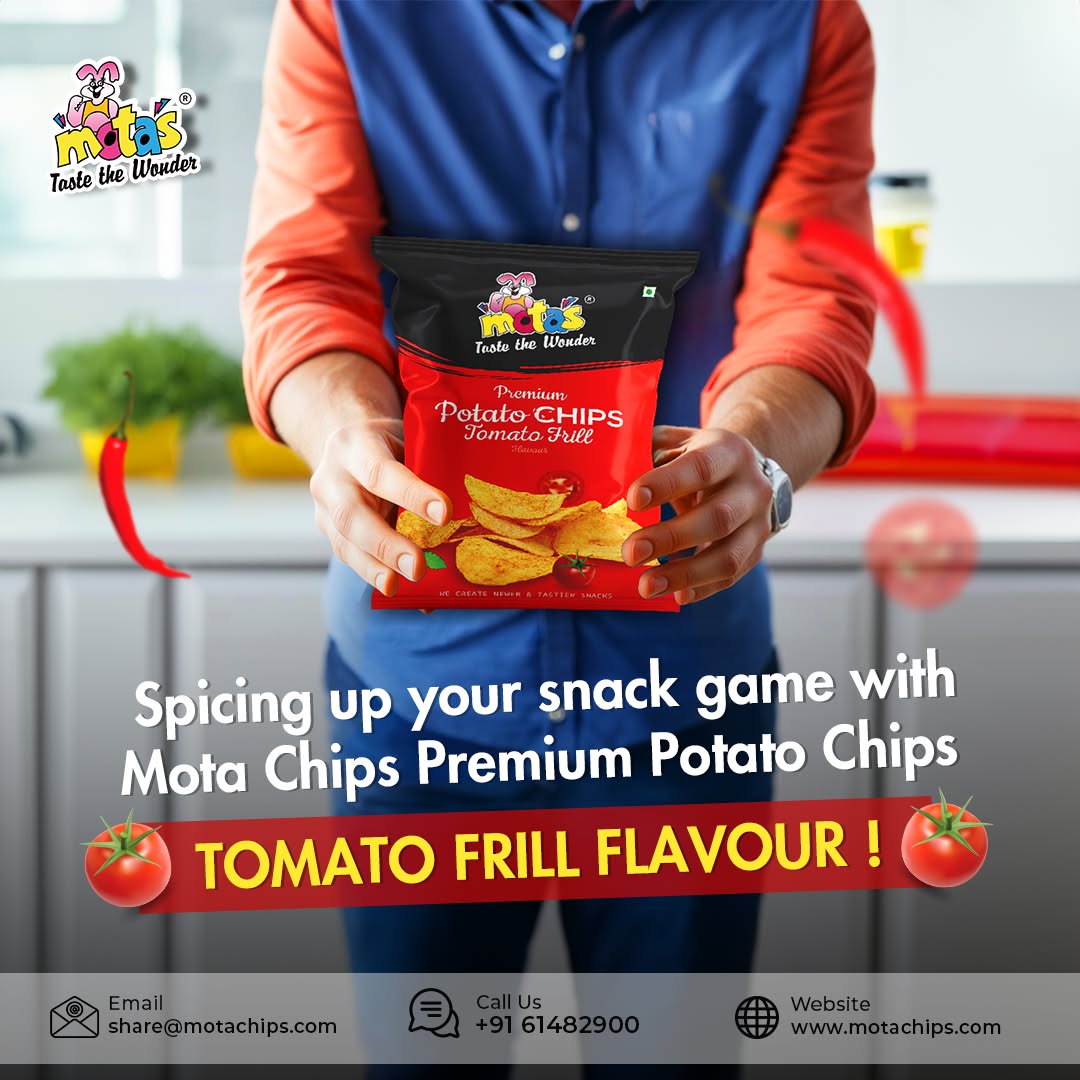 mota's ®
Taste the Wonder
mota's ®
Taste the Wonder
Premium
Potato CHIPS
Tomato Frill
Flavour
WE CREATE NEWER & TASTIER SNACKS
Spicing up your snack game with
Mota Chips Premium Potato Chips
TOMATO FRILL FLAVOUR !
Email
share@motachips.com
Call Us
+91 61482900
Website
www.motachips.com